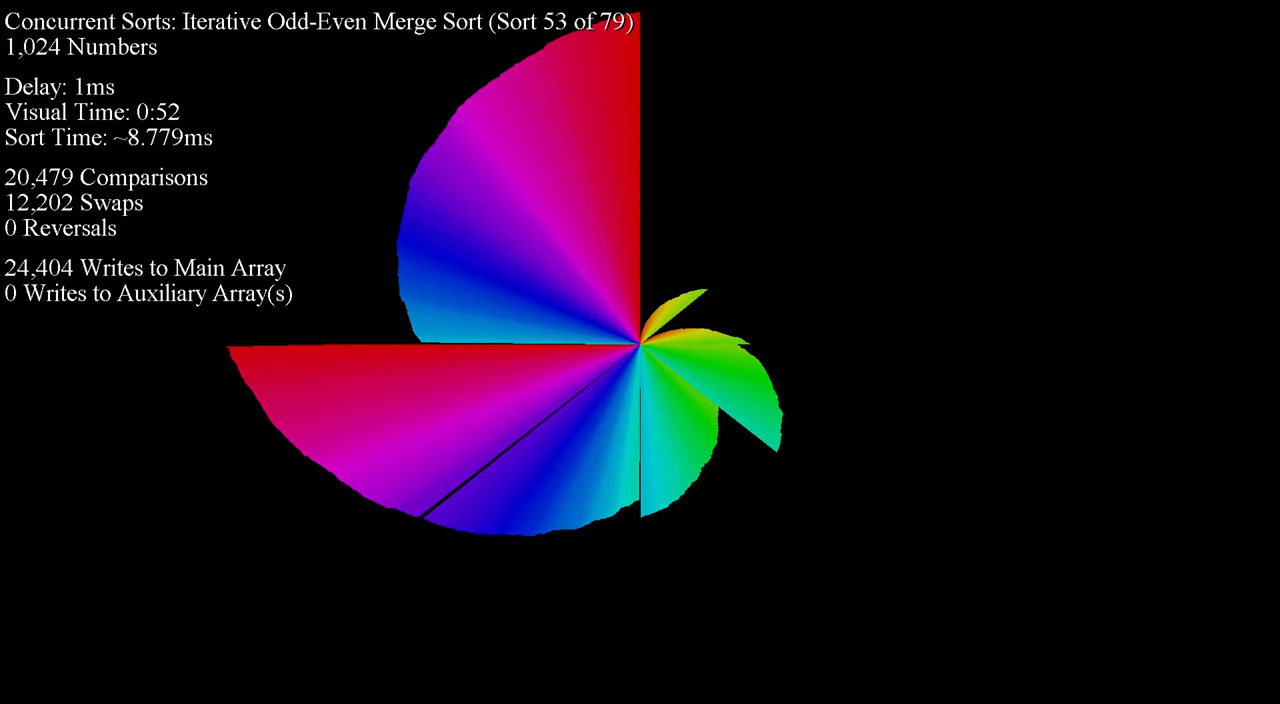 Concurrent Sorts: Iterative Odd-Even Merge Sort (Sort 53 of 79)
1,024 Numbers
Delay: 1ms
Visual Time: 0:52
Sort Time: ~8.779ms
20,479 Comparisons
12,202 Swaps
0 Reversals
24,404 Writes to Main Array
0 Writes to Auxiliary Array(s)